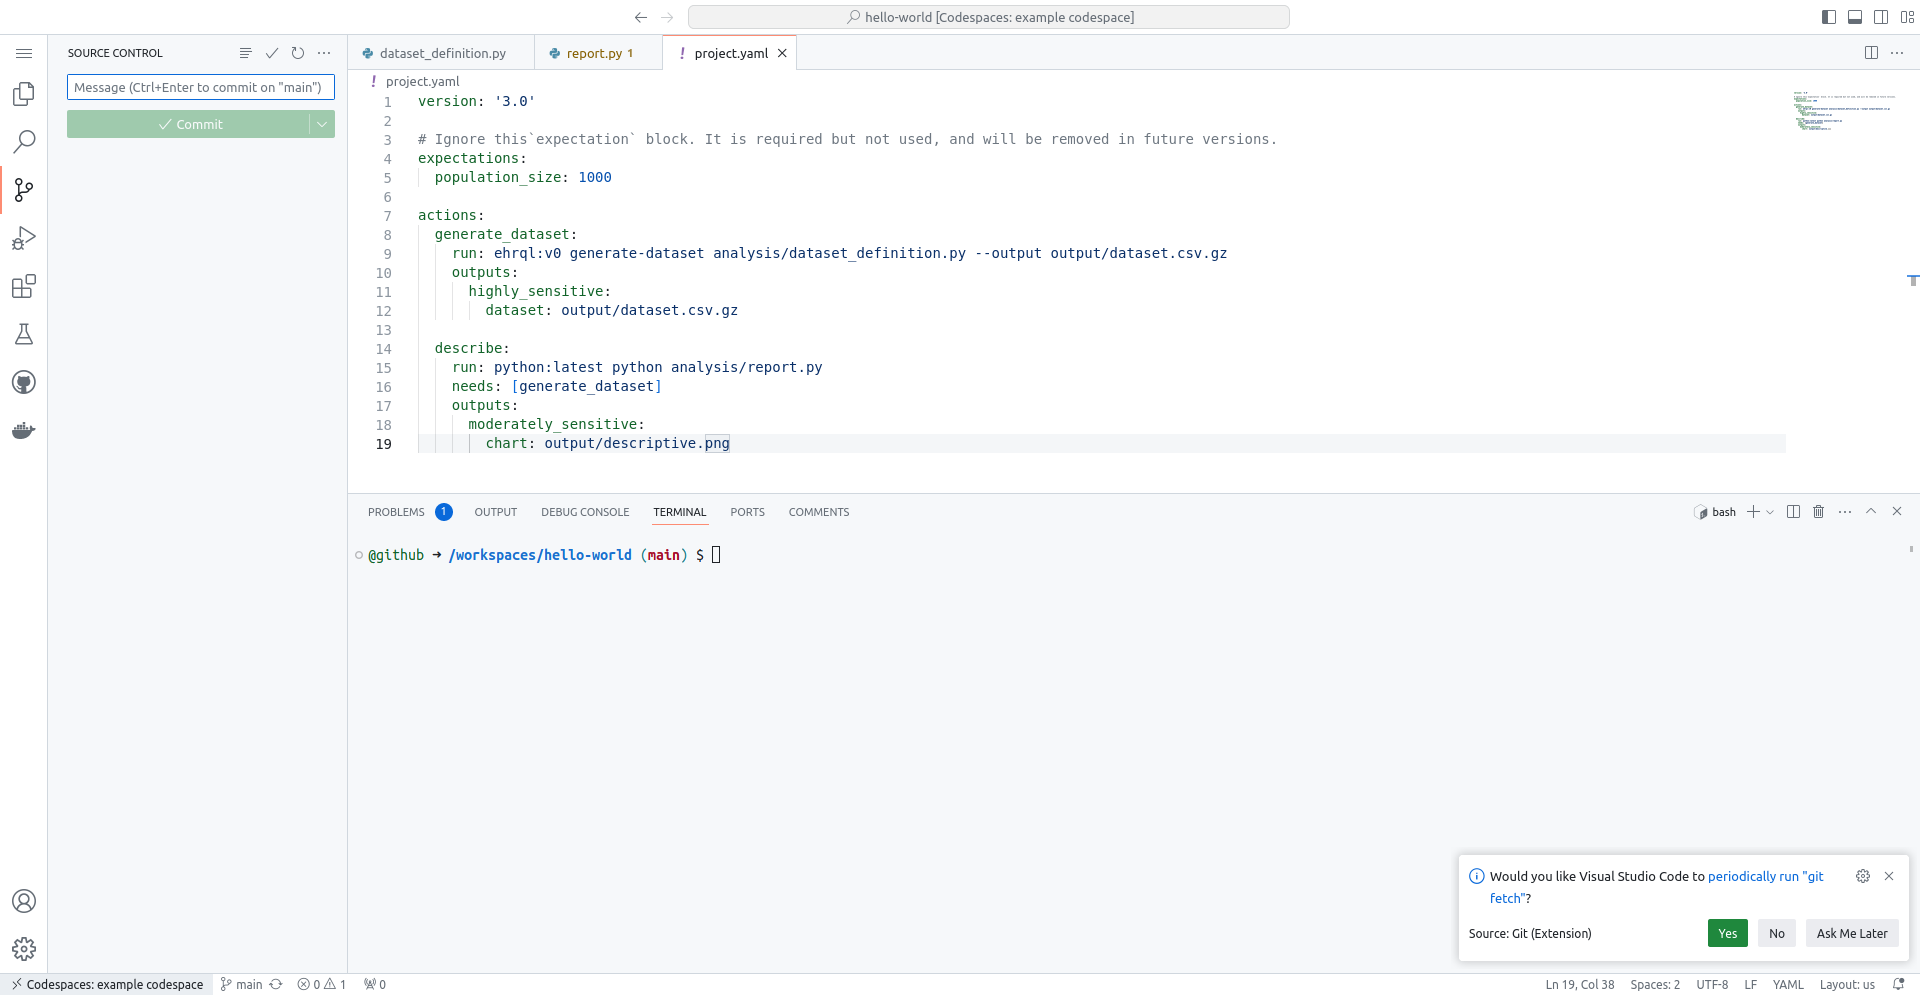 hello-world [Codespaces: example codespace]
SOURCE CONTROL
Message (Ctrl+Enter to commit on "main")
Commit
dataset_definition.py
report.py 1
project.yaml
project.yaml
1 version: '3.0'
2
3 # Ignore this`expectation` block. It is required but not used, and will be removed in future versions.
4 expectations:
5 population_size: 1000
6
7 actions:
8 generate_dataset:
9 run: ehrql:v0 generate-dataset analysis/dataset_definition.py --output output/dataset.csv.gz
10 outputs:
11 highly_sensitive:
12 dataset: output/dataset.csv.gz
13
14 describe:
15 run: python:latest python analysis/report.py
16 needs: [generate_dataset]
17 outputs:
18 moderately_sensitive:
19 chart: output/descriptive.png
PROBLEMS 1 OUTPUT DEBUG CONSOLE TERMINAL PORTS COMMENTS
bash
@github ➜ /workspaces/hello-world (main) $
Would you like Visual Studio Code to periodically run "git
fetch"?
Source: Git (Extension)
Yes No Ask Me Later
Codespaces: example codespace main 0 1 0
Ln 19, Col 38 Spaces: 2 UTF-8 LF YAML Layout: us